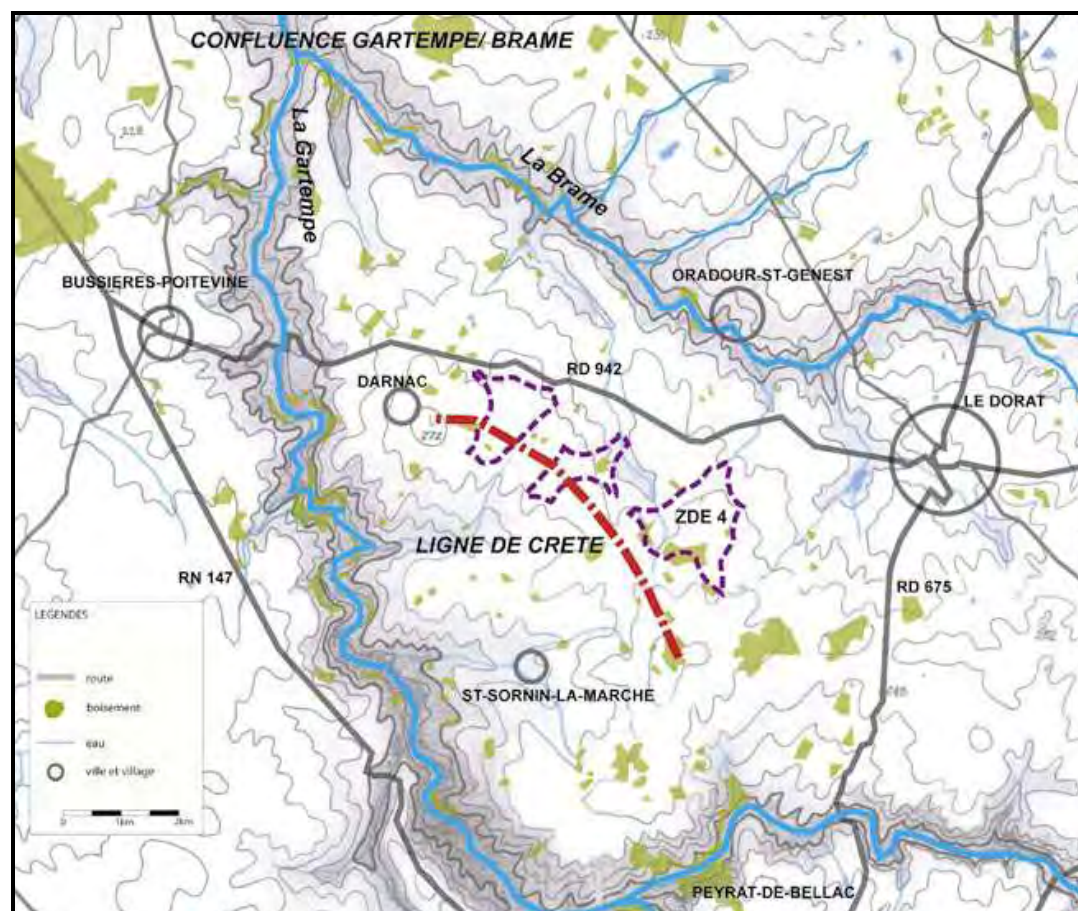 CONFLUENCE GARTEMPE/ BRAME
La Gartempe
La Brame
BUSSIERES-POITEVINE
ORADOUR-ST-GENEST
RD 942
DARNAC
LE DORAT
272
ZDE 4
LIGNE DE CRETE
RN 147
RD 675
LEGENDES
route
boisement
eau
ville et village
0 1km 2km
ST-SORNIN-LA-MARCHE
PEYRAT-DE-BELLAC